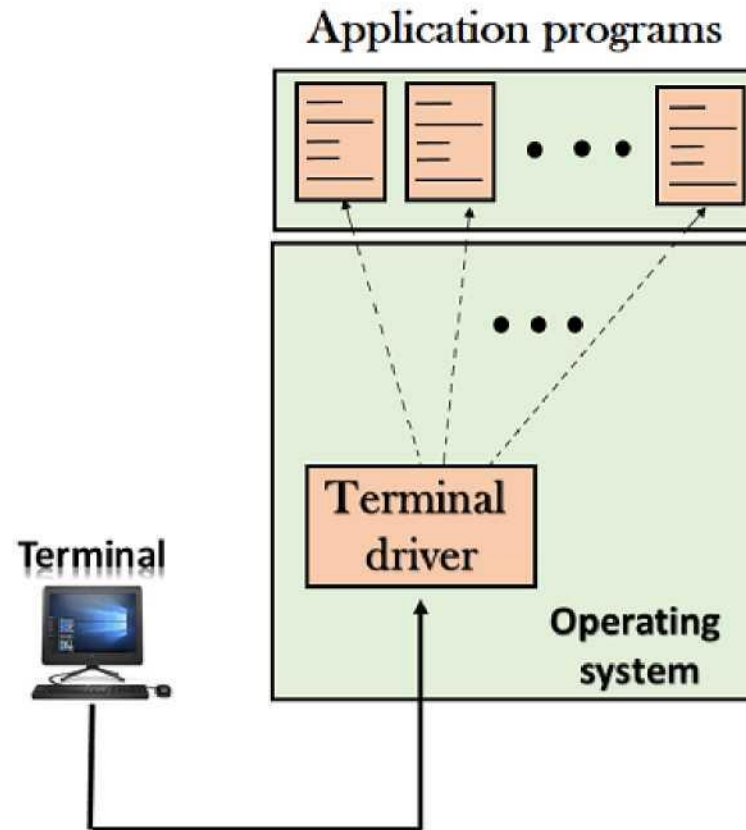 Application programs
Terminal
driver
Terminal
Operating
system